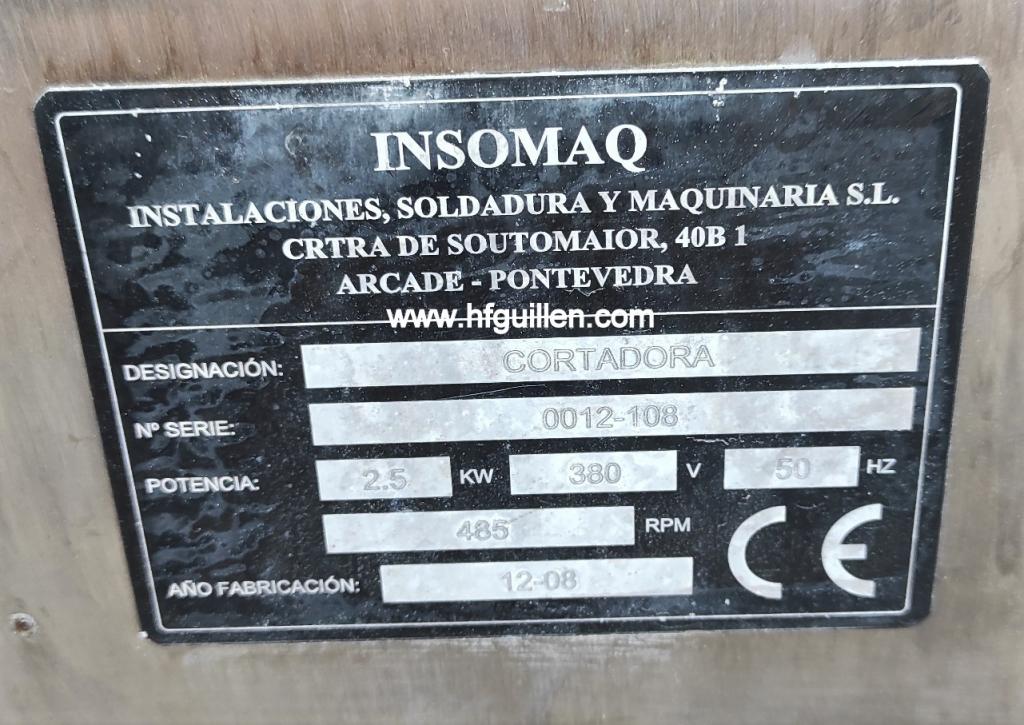 INSOMAQ
INSTALACIONES, SOLDADURA Y MAQUINARIA S.L.
CRTRA DE SOUTOMAIOR, 40B 1
ARCADE - PONTEVEDRA
www.hfguillen.com
DESIGNACIÓN: CORTADORA
Nº SERIE: 0012-108
POTENCIA: 2.5 KW 380 V 50 HZ
485 RPM
AÑO FABRICACIÓN: 12-08
CE